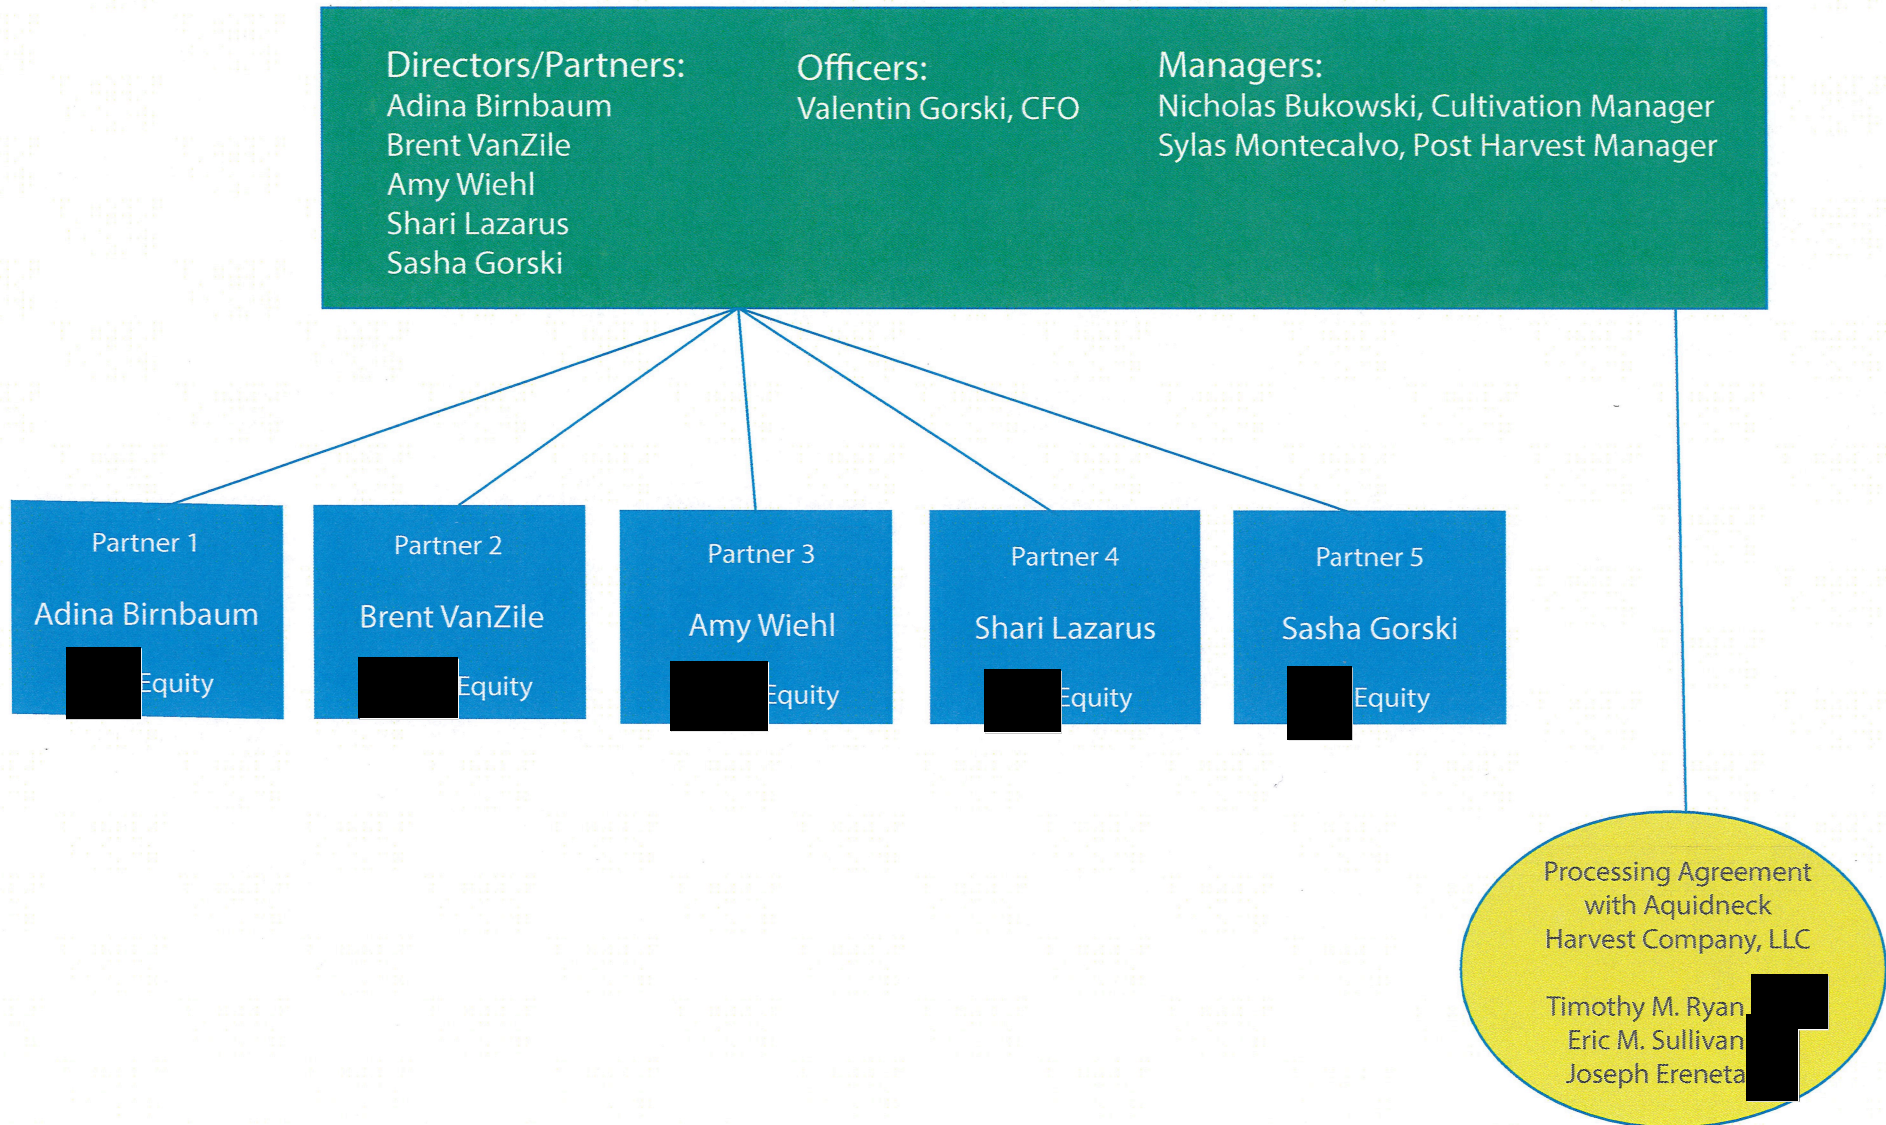 Directors/Partners:
Adina Birnbaum
Brent VanZile
Amy Wiehl
Shari Lazarus
Sasha Gorski
Officers:
Valentin Gorski, CFO
Managers:
Nicholas Bukowski, Cultivation Manager
Sylas Montecalvo, Post Harvest Manager
Partner 1
Adina Birnbaum
Equity
Partner 2
Brent VanZile
Equity
Partner 3
Amy Wiehl
Equity
Partner 4
Shari Lazarus
Equity
Partner 5
Sasha Gorski
Equity
Processing Agreement
with Aquidneck
Harvest Company, LLC
Timothy M. Ryan
Eric M. Sullivan
Joseph Ereneta